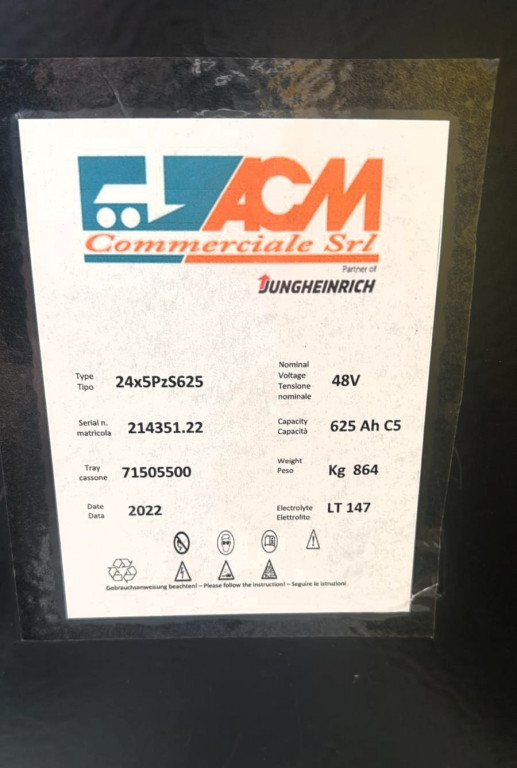 ACM
Commerciale Srl
Partner of
JUNGHEINRICH
Type
Tipo
24x5PzS625
Nominal
Voltage
Tensione
nominale
48V
Serial n.
matricola
214351.22
Capacity
Capacità
625 Ah C5
Tray
cassone
71505500
Weight
Peso
Kg 864
Date
Data
2022
Electrolyte
Elettrolito
LT 147
Gebrauchsanweisung beachten! – Please follow the instruction! – Seguire le istruzioni